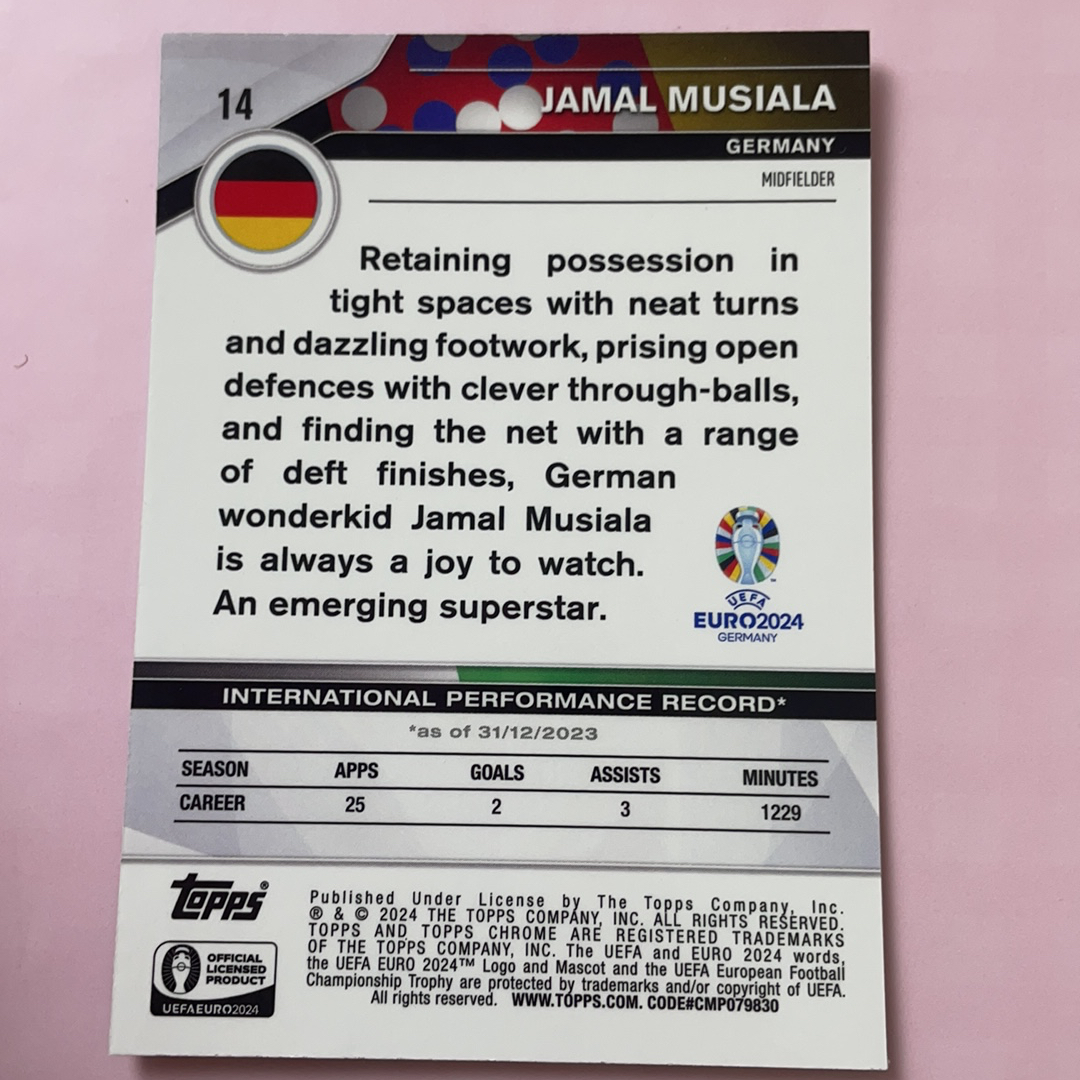 14
JAMAL MUSIALA
GERMANY
MIDFIELDER
Retaining possession in
tight spaces with neat turns
and dazzling footwork, prising open
defences with clever through-balls,
and finding the net with a range
of deft finishes, German
wonderkid Jamal Musiala
is always a joy to watch.
An emerging superstar.
UEFA
EURO2024
GERMANY
INTERNATIONAL PERFORMANCE RECORD*
*as of 31/12/2023
SEASON APPS GOALS ASSISTS MINUTES
CAREER 25 2 3 1229
topps®
OFFICIAL
LICENSED
PRODUCT
UEFAEURO2024
Published Under License by The Topps Company, Inc.
® & © 2024 THE TOPPS COMPANY, INC. ALL RIGHTS RESERVED.
TOPPS AND TOPPS CHROME ARE REGISTERED TRADEMARKS
OF THE TOPPS COMPANY, INC. The UEFA and EURO 2024 words,
the UEFA EURO 2024™ Logo and Mascot and the UEFA European Football
Championship Trophy are protected by trademarks and/or copyright of UEFA.
All rights reserved. WWW.TOPPS.COM. CODE#CMP079830